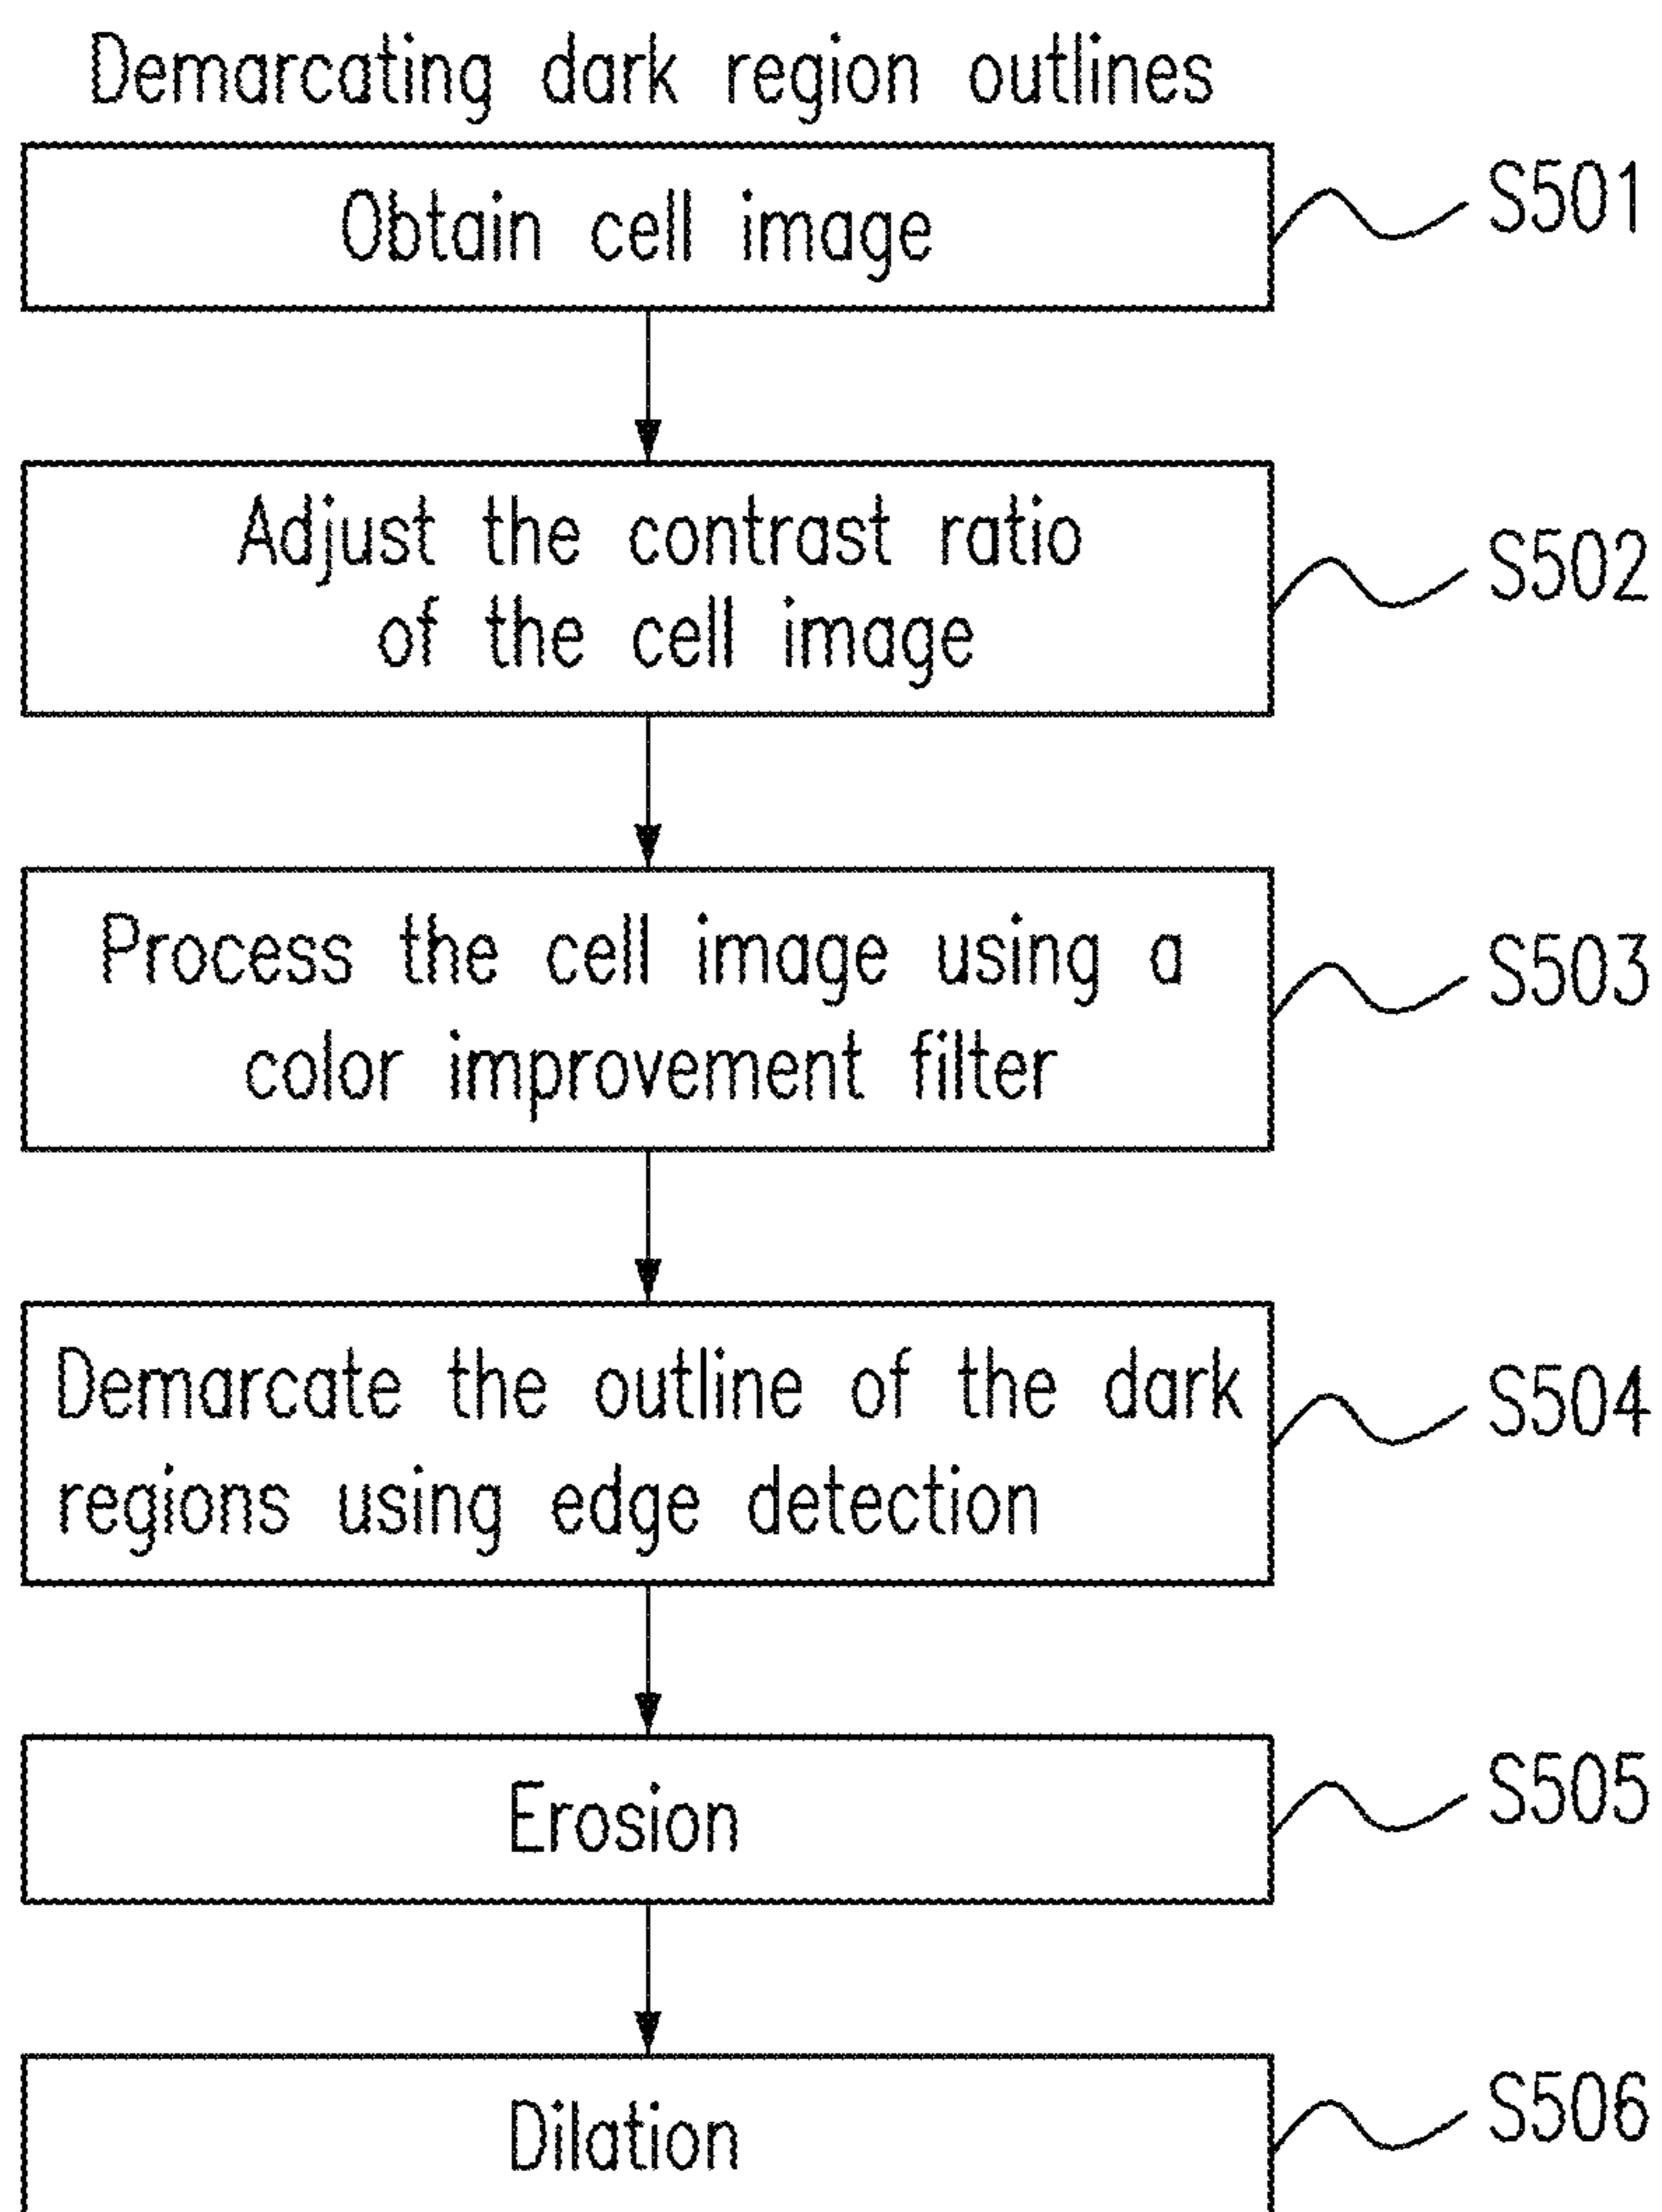 Demarcating dark region outlines
Obtain cell image
S501
Adjust the contrast ratio
of the cell image
S502
Process the cell image using a
color improvement filter
S503
Demarcate the outline of the dark
regions using edge detection
S504
Erosion
S505
Dilation
S506